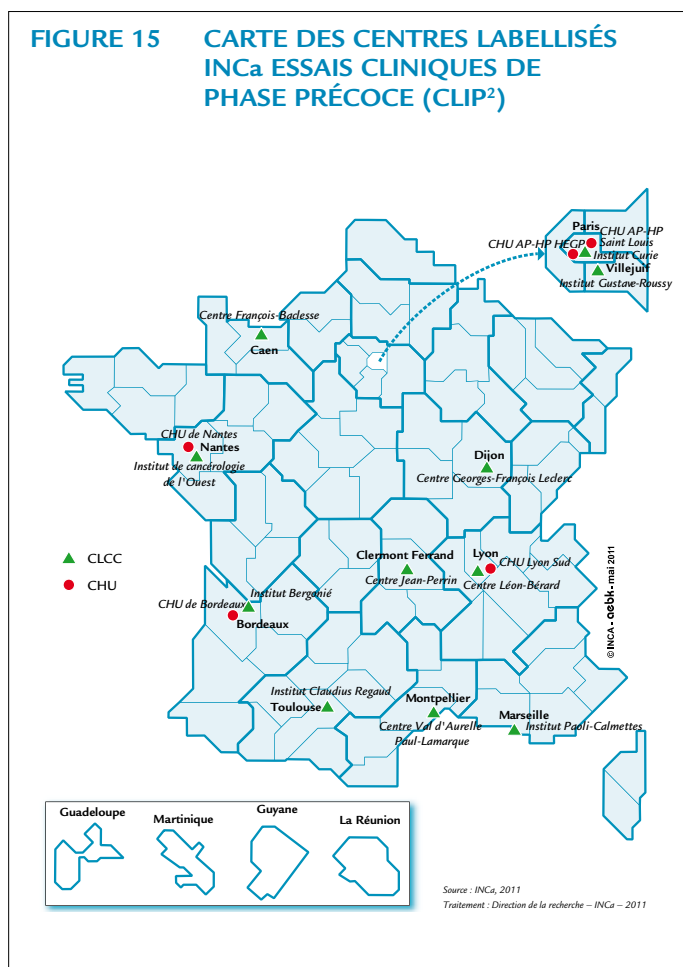 FIGURE 15 CARTE DES CENTRES LABELLISÉS
INCa ESSAIS CLINIQUES DE
PHASE PRÉCOCE (CLIP²)
Paris
CHU AP-HP
Saint Louis
CHU AP-HP HEGP
Institut Curie
Villejuif
Institut Gustave-Roussy
Centre François-Baclesse
Caen
CHU de Nantes
Nantes
Institut de cancérologie
de l'Ouest
Dijon
Centre Georges-François Leclerc
Clermont Ferrand
Centre Jean-Perrin
Lyon
CHU Lyon Sud
Centre Léon-Bérard
CLCC
CHU
Institut Bergonié
CHU de Bordeaux
Bordeaux
Institut Claudius Regaud
Toulouse
Montpellier
Centre Val d'Aurelle
Paul-Lamarque
Marseille
Institut Paoli-Calmettes
©INCA - oebk - mai 2011
Guadeloupe
Martinique
Guyane
La Réunion
Source : INCa, 2011
Traitement : Direction de la recherche – INCa – 2011